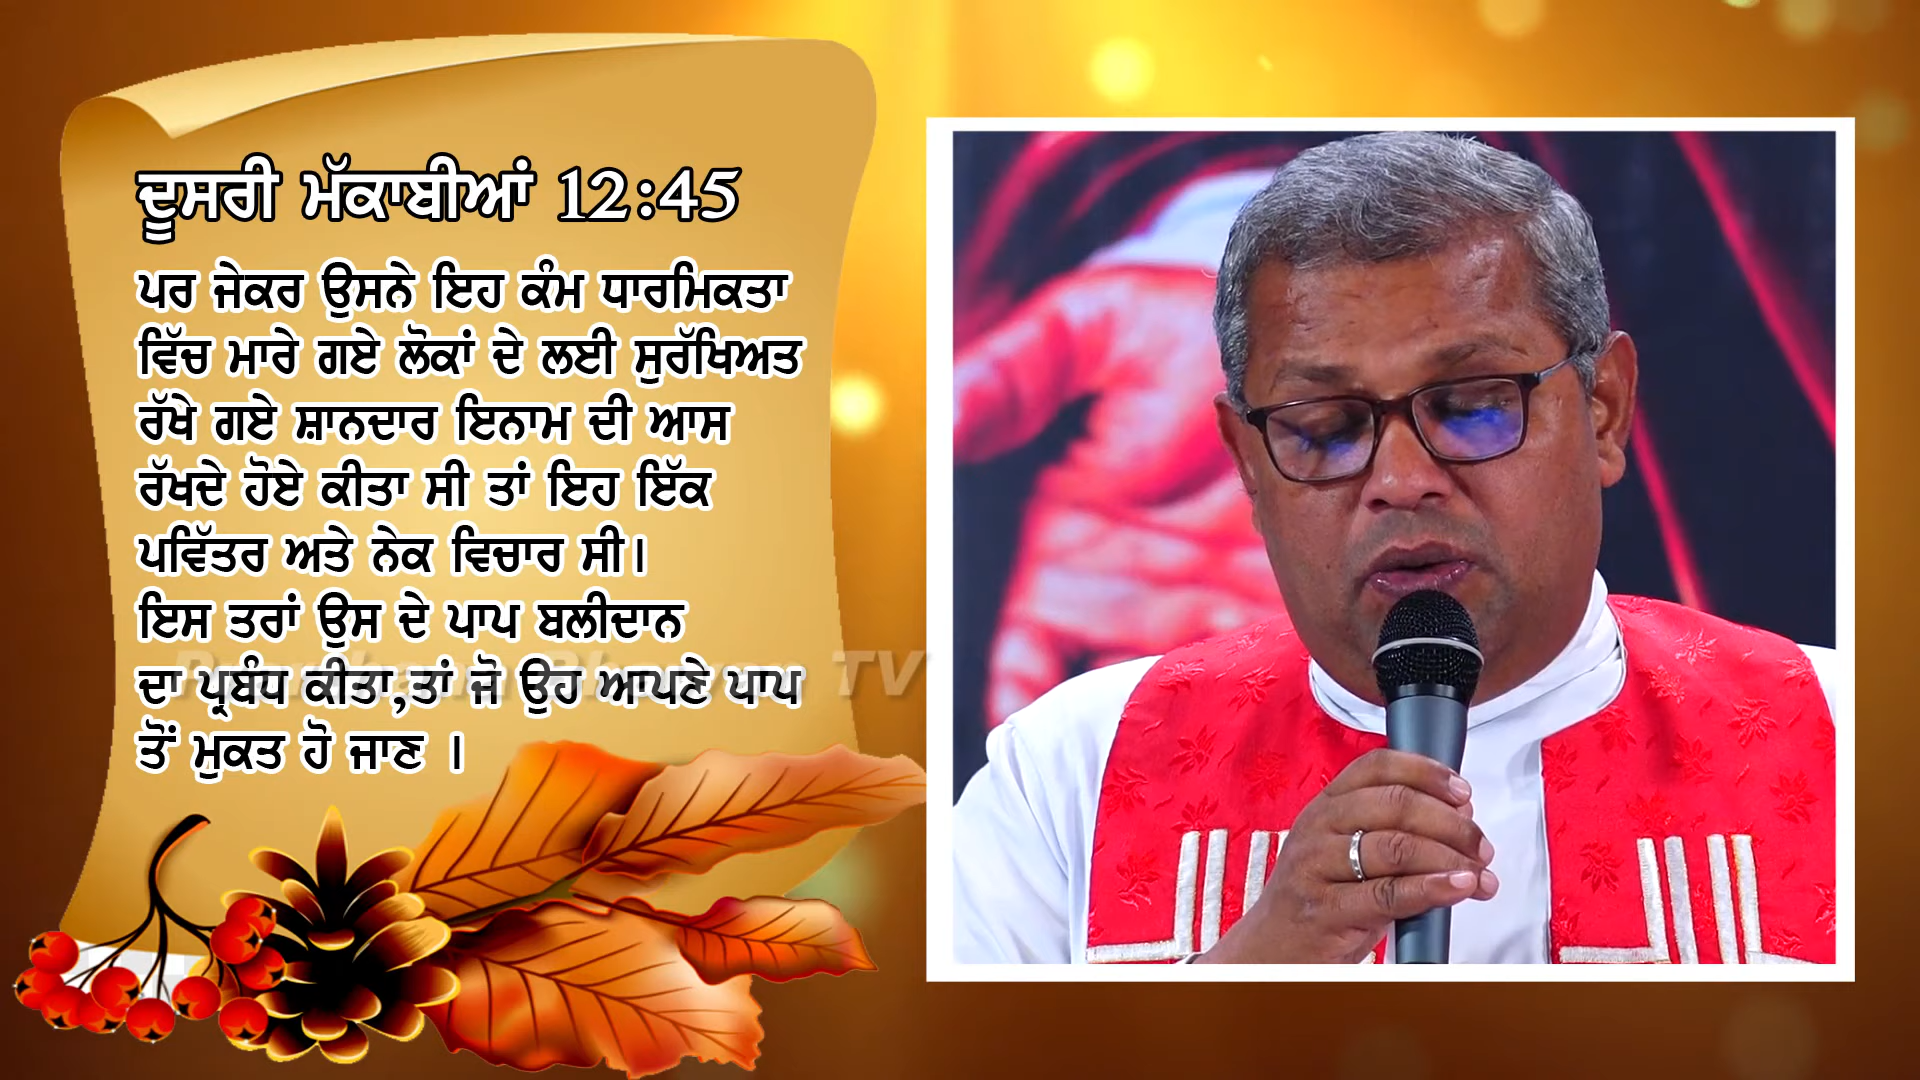 ਦੂਸਰੀ ਮੱਕਾਬੀਆਂ 12:45
ਪਰ ਜੇਕਰ ਉਸਨੇ ਇਹ ਕੰਮ ਧਾਰਮਿਕਤਾ
ਵਿੱਚ ਮਾਰੇ ਗਏ ਲੋਕਾਂ ਦੇ ਲਈ ਸੁਰੱਖਿਅਤ
ਰੱਖੇ ਗਏ ਸ਼ਾਨਦਾਰ ਇਨਾਮ ਦੀ ਆਸ
ਰੱਖਦੇ ਹੋਏ ਕੀਤਾ ਸੀ ਤਾਂ ਇਹ ਇੱਕ
ਪਵਿੱਤਰ ਅਤੇ ਨੇਕ ਵਿਚਾਰ ਸੀ।
ਇਸ ਤਰਾਂ ਉਸ ਦੇ ਪਾਪ ਬਲੀਦਾਨ
ਦਾ ਪ੍ਰਬੰਧ ਕੀਤਾ,ਤਾਂ ਜੋ ਉਹ ਆਪਣੇ ਪਾਪ
ਤੋਂ ਮੁਕਤ ਹੋ ਜਾਣ ।
TV